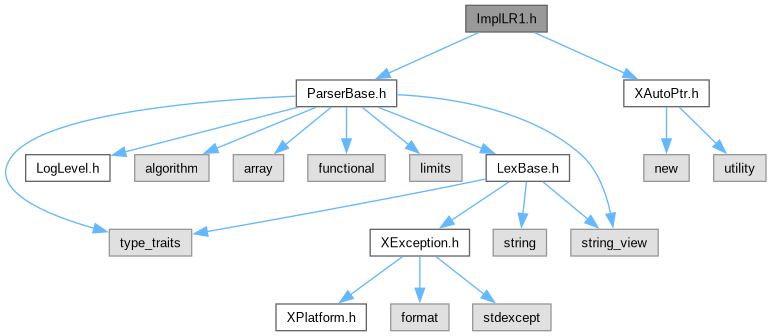 ImplLR1.h
ParserBase.h
XAutoPtr.h
LogLevel.h
algorithm
array
functional
limits
LexBase.h
new
utility
type_traits
XException.h
string
string_view
XPlatform.h
format
stdexcept